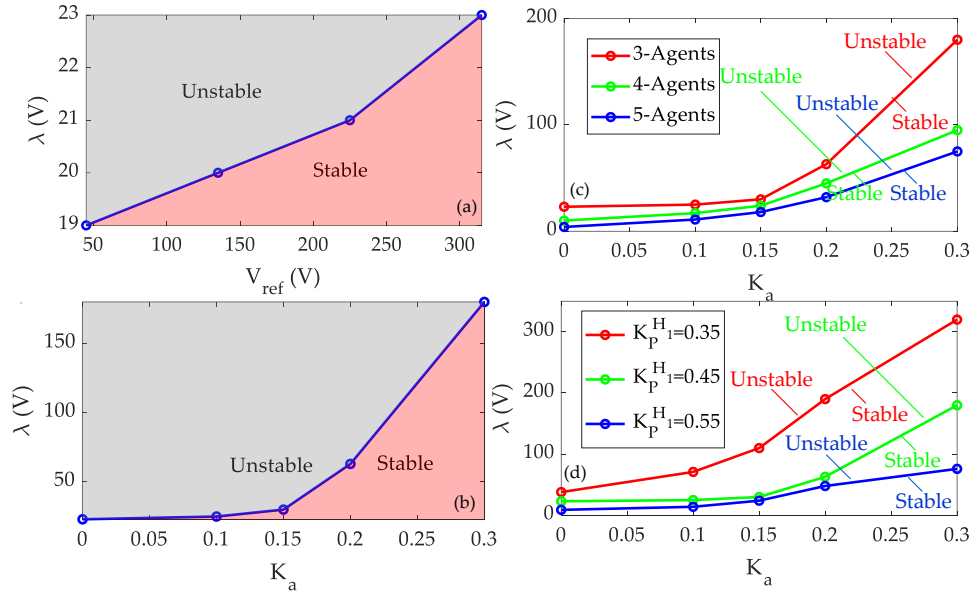 23
22
21
20
19
λ (V)
Unstable
Stable
(a)
50
100
150
200
250
300
V_ref (V)
200
100
0
λ (V)
3-Agents
4-Agents
5-Agents
Unstable
Unstable
Unstable
Stable
Stable
Stable
(c)
0
0.05
0.1
0.15
0.2
0.25
0.3
K_a
150
100
50
λ (V)
Unstable
Stable
(b)
0
0.05
0.1
0.15
0.2
0.25
0.3
K_a
300
200
100
0
λ (V)
K_P^H_1=0.35
K_P^H_1=0.45
K_P^H_1=0.55
Unstable
Unstable
Stable
Unstable
Stable
Stable
(d)
0
0.05
0.1
0.15
0.2
0.25
0.3
K_a